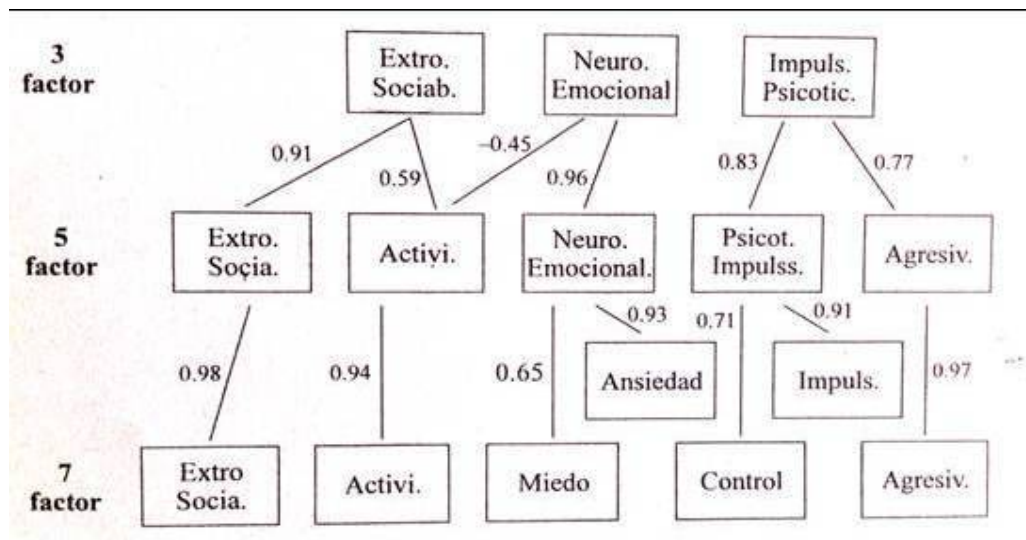 3
factor
Extro.
Sociab.
Neuro.
Emocional
Impuls.
Psicotic.
0.91
0.59
–0.45
0.96
0.83
0.77
5
factor
Extro.
Socia.
Activi.
Neuro.
Emocional.
Psicot.
Impulss.
Agresiv.
0.98
0.94
0.65
0.93
0.71
0.91
0.97
Ansiedad
Impuls.
7
factor
Extro
Socia.
Activi.
Miedo
Control
Agresiv.